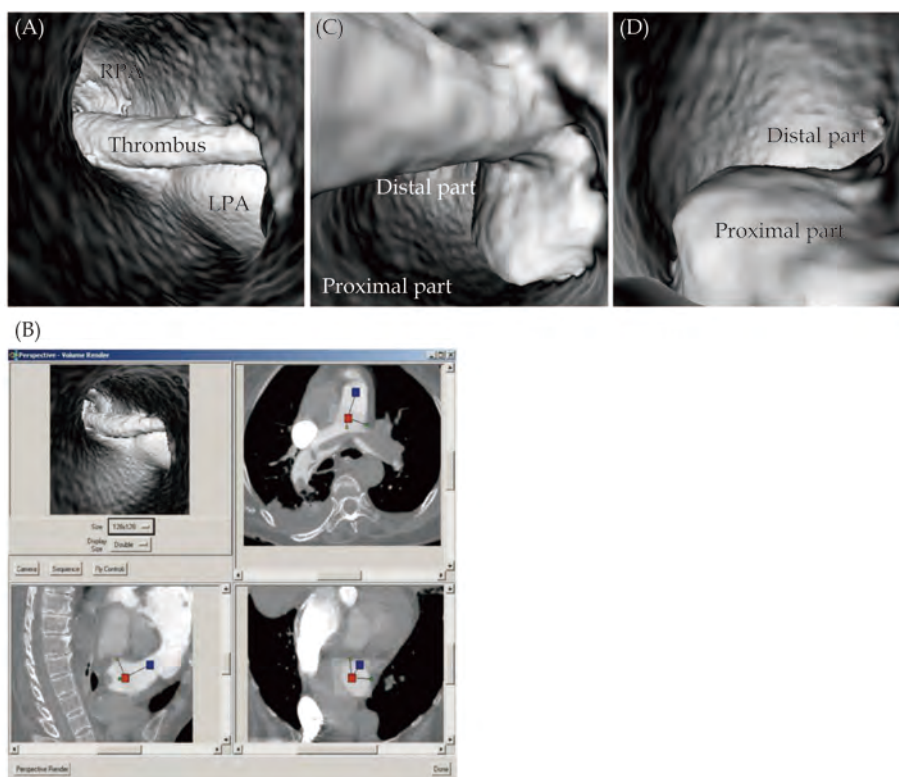 (A)
RPA
Thrombus
LPA
(C)
Distal part
Proximal part
(D)
Distal part
Proximal part
(B)
Perspective - Volume Render
Size 128x128
Display Size Double
Camera Sequence Fly Controls
Perspective Render Done